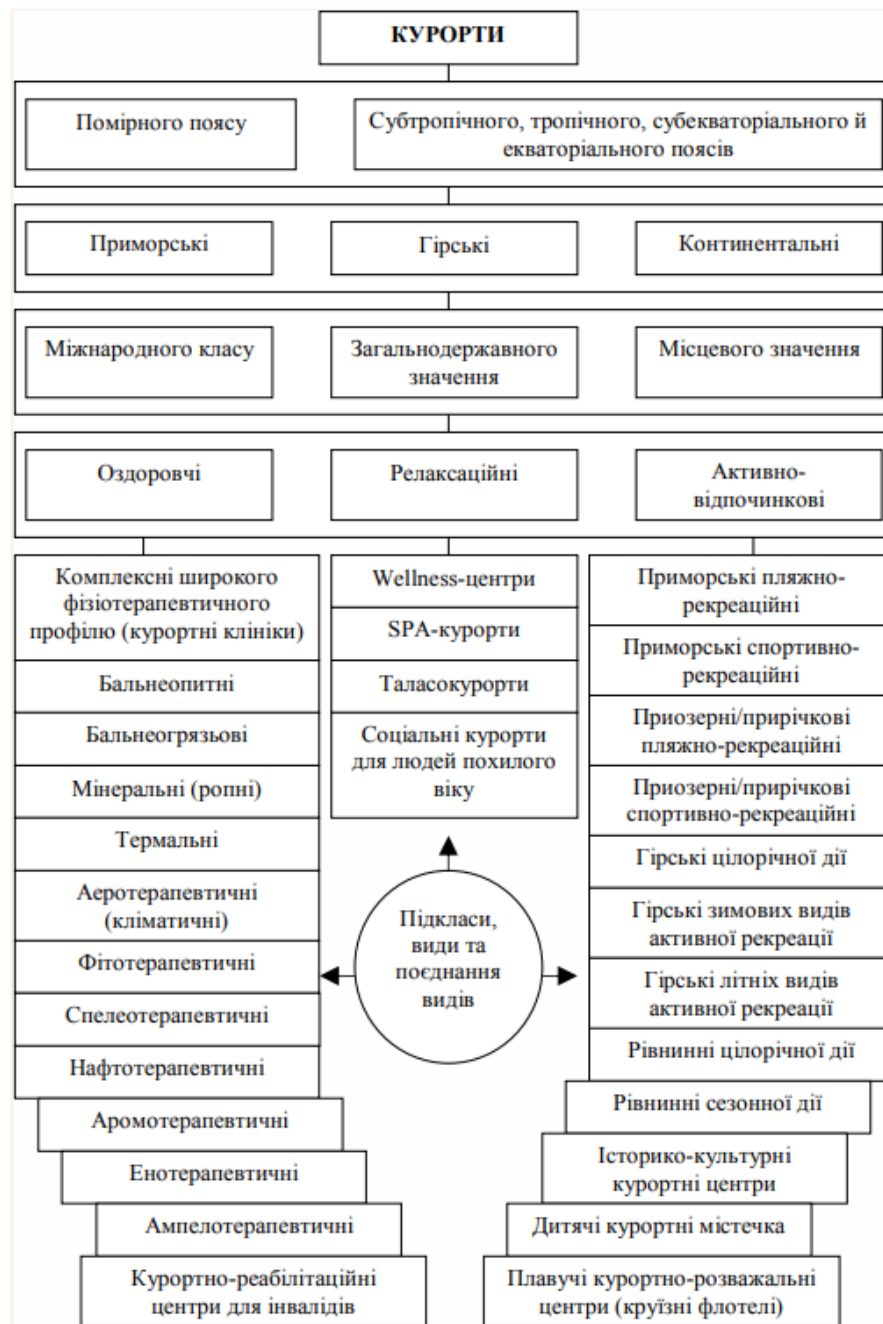 КУРОРТИ
Помірного поясу
Субтропічного, тропічного, субекваторіального й
екваторіального поясів
Приморські
Гірські
Континентальні
Міжнародного класу
Загальнодержавного
значення
Місцевого значення
Оздоровчі
Релаксаційні
Активно-
відпочинкові
Комплексні широкого
фізіотерапевтичного
профілю (курортні клініки)
Бальнеопитні
Бальнеогрязьові
Мінеральні (ропні)
Термальні
Аеротерапевтичні
(кліматичні)
Фітотерапевтичні
Спелеотерапевтичні
Нафтотерапевтичні
Аромотерапевтичні
Енотерапевтичні
Ампелотерапевтичні
Курортно-реабілітаційні
центри для інвалідів
Wellness-центри
SPA-курорти
Таласокурорти
Соціальні курорти
для людей похилого
віку
Підкласи,
види та
поєднання
видів
Приморські пляжно-
рекреаційні
Приморські спортивно-
рекреаційні
Приозерні/прирічкові
пляжно-рекреаційні
Приозерні/прирічкові
спортивно-рекреаційні
Гірські цілорічної дії
Гірські зимових видів
активної рекреації
Гірські літніх видів
активної рекреації
Рівнинні цілорічної дії
Рівнинні сезонної дії
Історико-культурні
курортні центри
Дитячі курортні містечка
Плавучі курортно-розважальні
центри (круїзні флотелі)